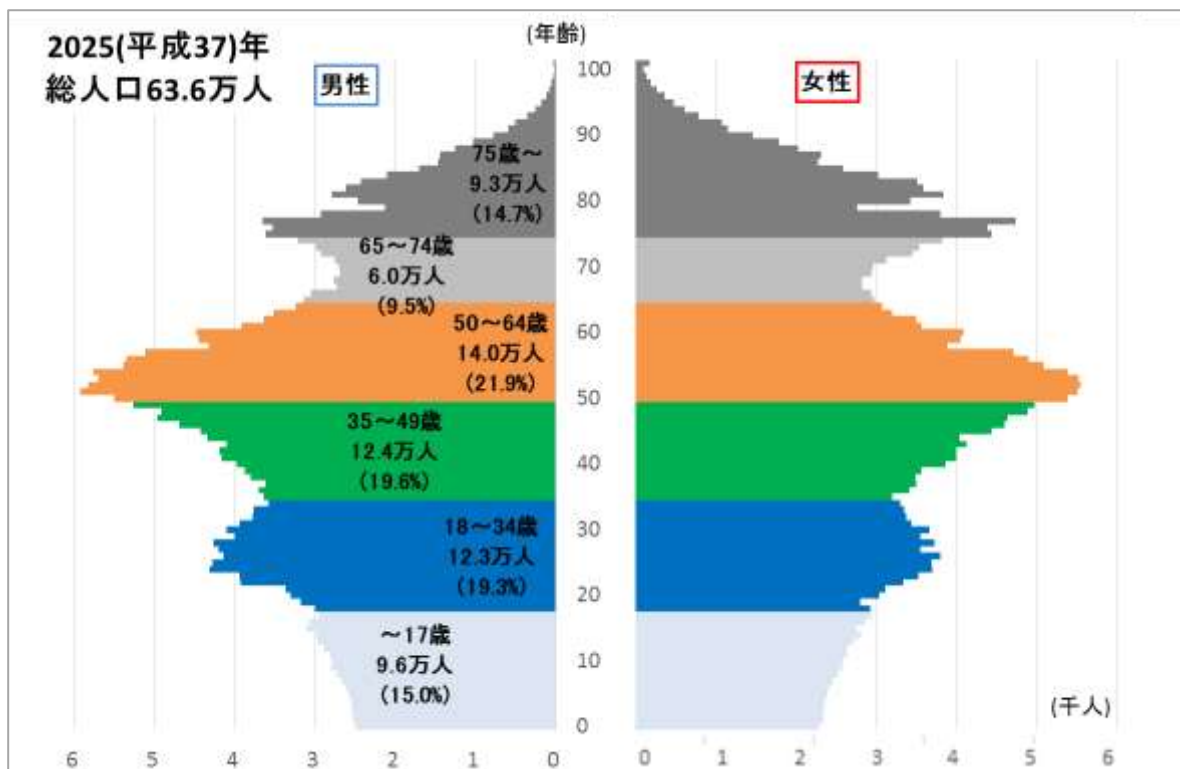 2025(平成37)年
総人口63.6万人
(年齢)
男性
女性
100
90
80
70
60
50
40
30
20
10
0
75歳～
9.3万人
(14.7%)
65～74歳
6.0万人
(9.5%)
50～64歳
14.0万人
(21.9%)
35～49歳
12.4万人
(19.6%)
18～34歳
12.3万人
(19.3%)
～17歳
9.6万人
(15.0%)
(千人)
6 5 4 3 2 1 0
0 1 2 3 4 5 6